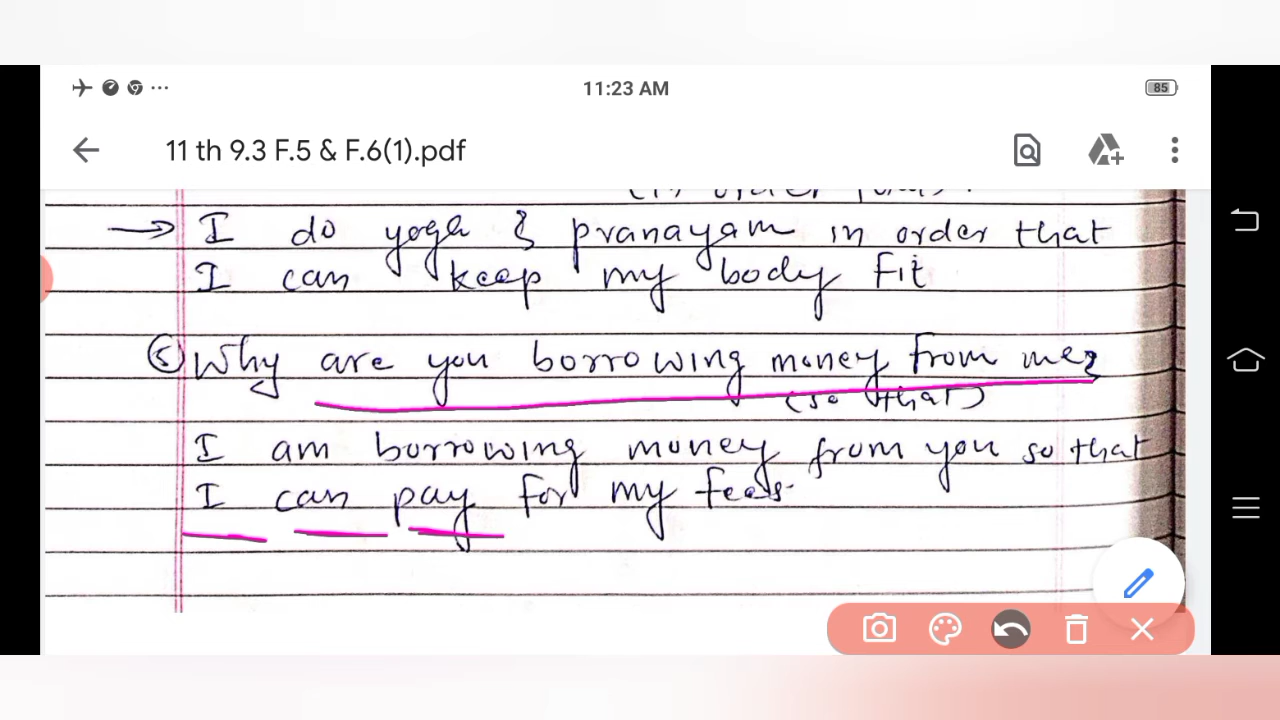 11:23 AM
85
11 th 9.3 F.5 & F.6(1).pdf
→ I do yoga & pranayam in order that
I can keep my body fit
Why are you borrowing money from me?
(so that)
I am borrowing money from you so that
I can pay for my fees.